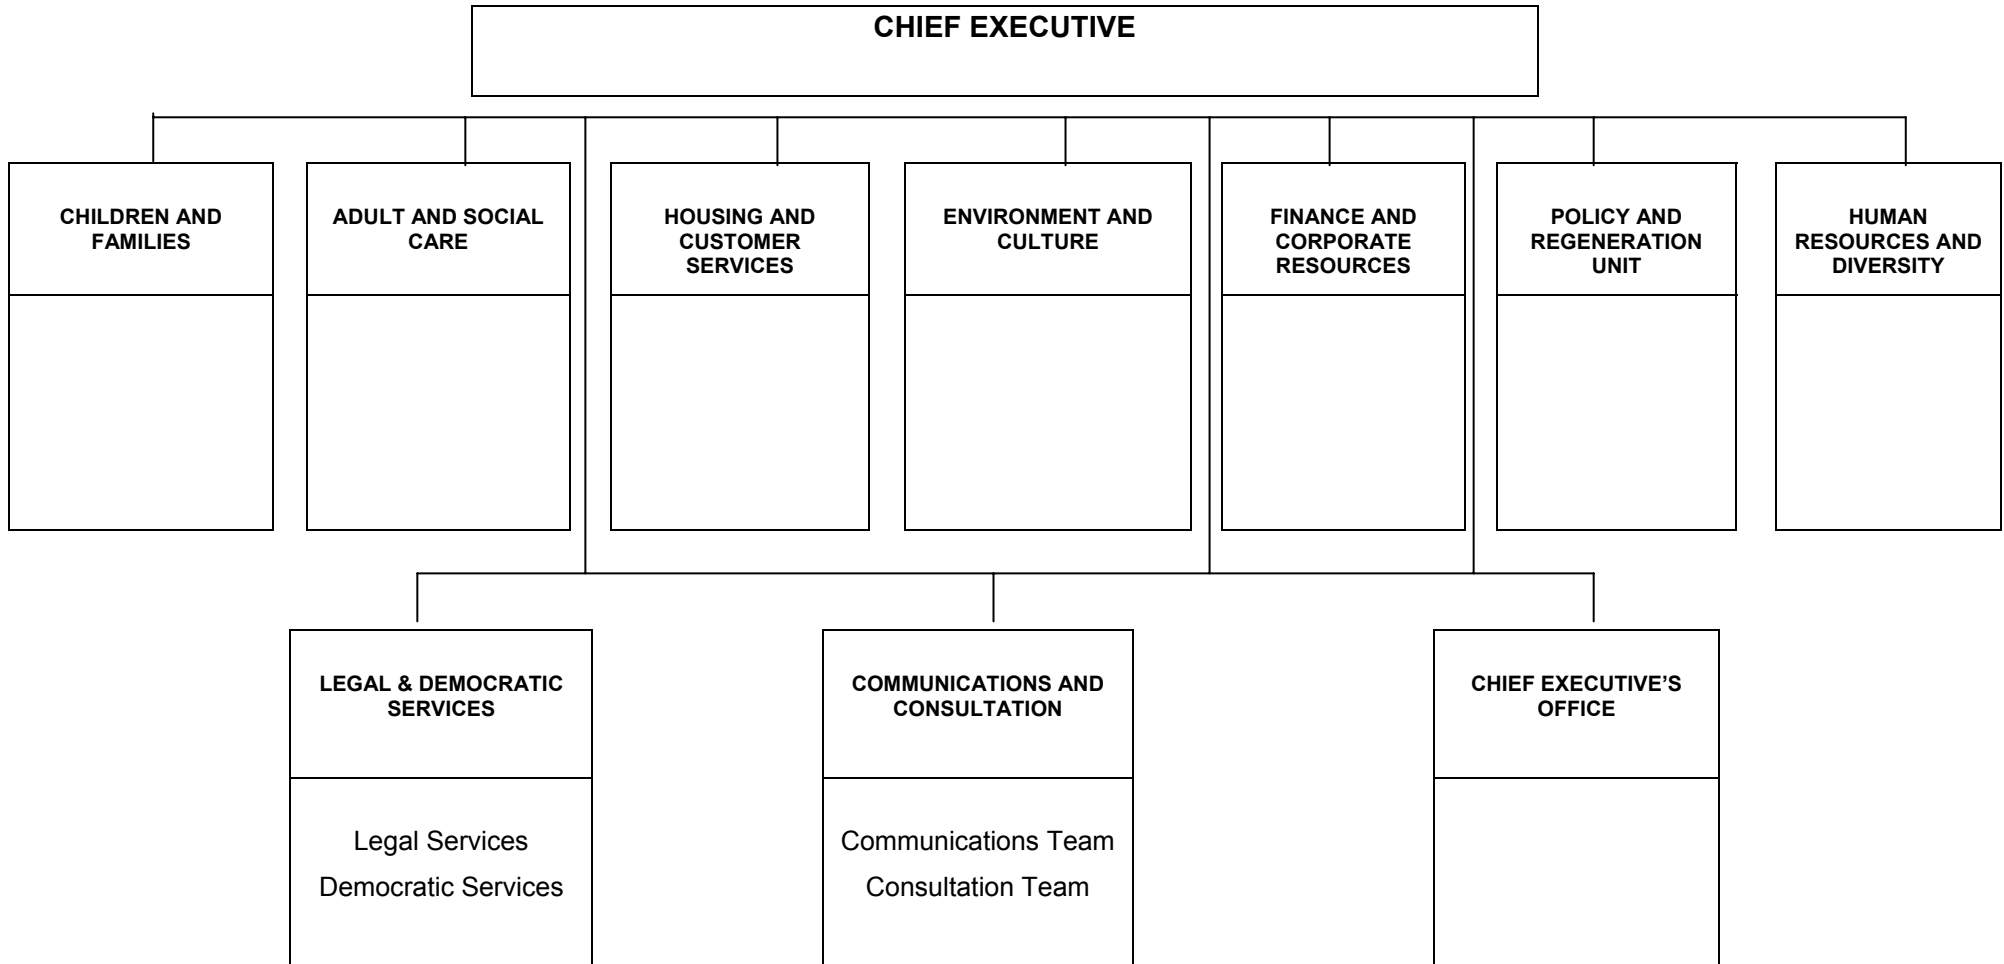 CHIEF EXECUTIVE
CHILDREN AND
FAMILIES
ADULT AND SOCIAL
CARE
HOUSING AND
CUSTOMER
SERVICES
ENVIRONMENT AND
CULTURE
FINANCE AND
CORPORATE
RESOURCES
POLICY AND
REGENERATION
UNIT
HUMAN
RESOURCES AND
DIVERSITY
LEGAL & DEMOCRATIC
SERVICES
Legal Services
Democratic Services
COMMUNICATIONS AND
CONSULTATION
Communications Team
Consultation Team
CHIEF EXECUTIVE’S
OFFICE